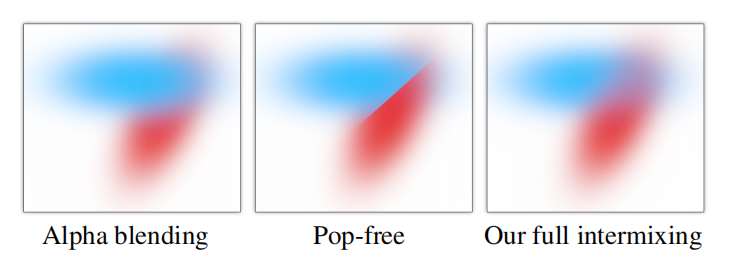 Alpha blending
Pop-free
Our full intermixing